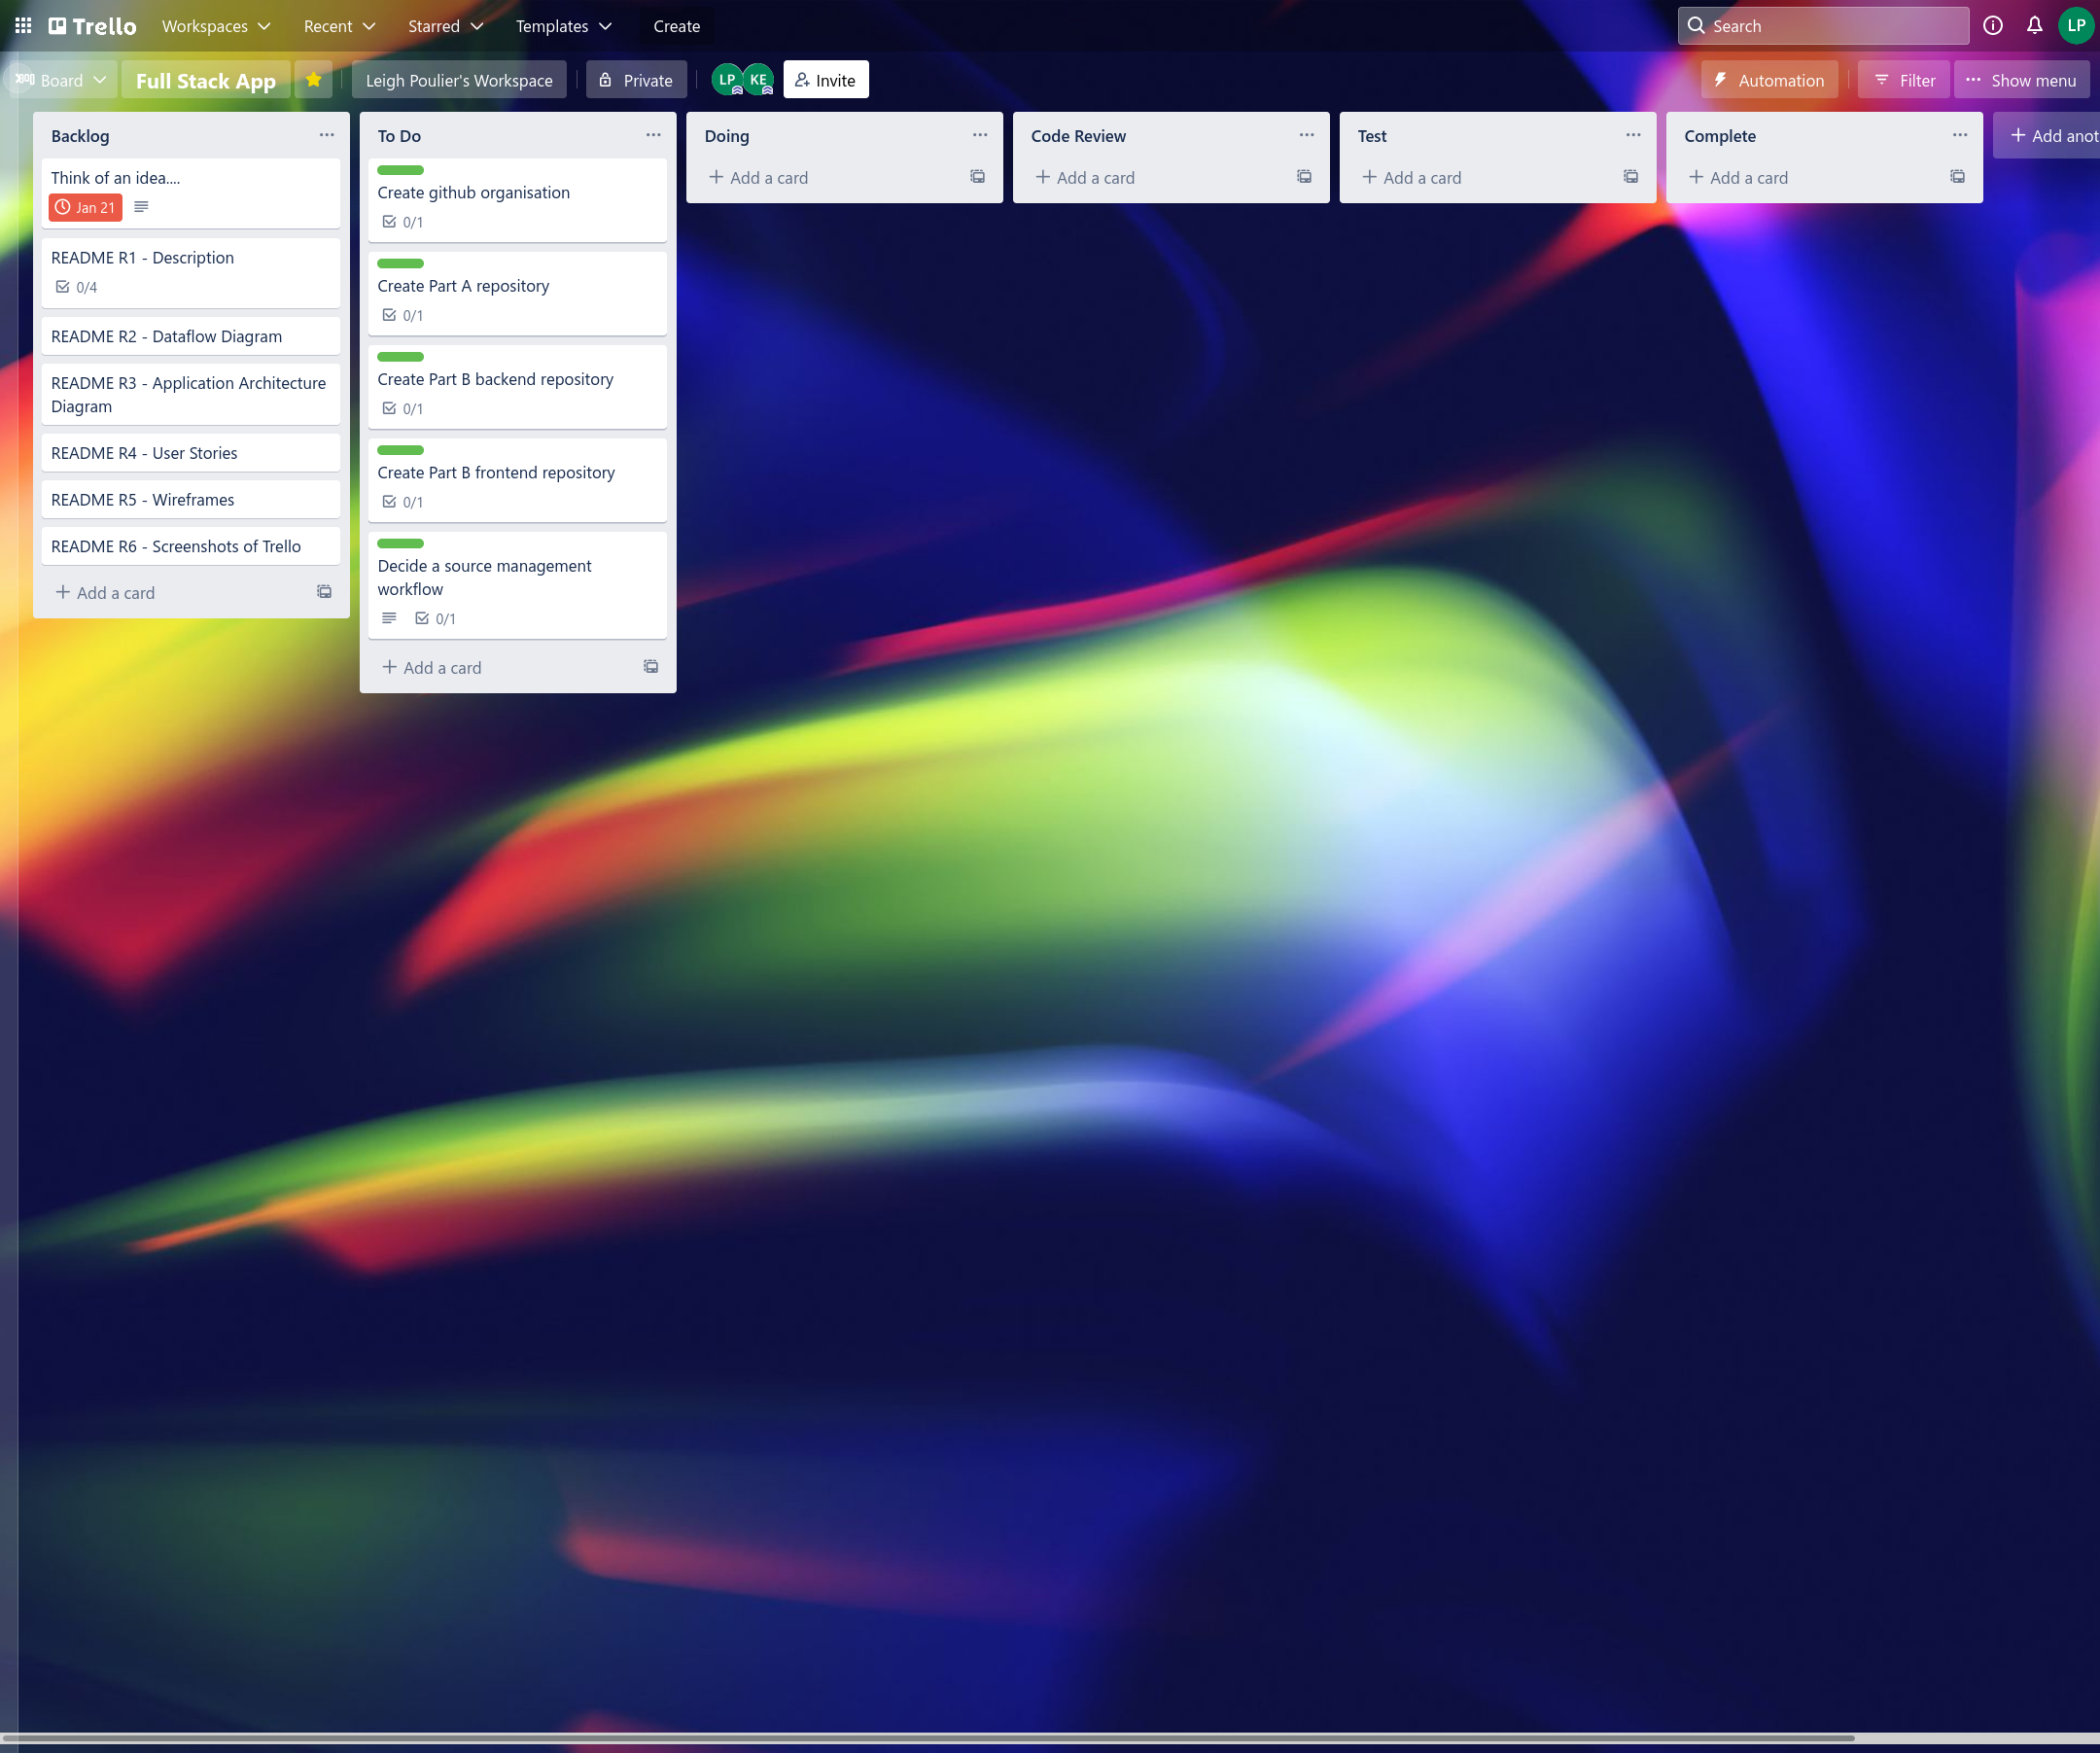 Trello Workspaces Recent Starred Templates Create Search LP
Board Full Stack App Leigh Poulier's Workspace Private LP KE Invite Automation Filter Show menu
Backlog
Think of an idea....
Jan 21
README R1 - Description
0/4
README R2 - Dataflow Diagram
README R3 - Application Architecture
Diagram
README R4 - User Stories
README R5 - Wireframes
README R6 - Screenshots of Trello
Add a card
To Do
Create github organisation
0/1
Create Part A repository
0/1
Create Part B backend repository
0/1
Create Part B frontend repository
0/1
Decide a source management
workflow
0/1
Add a card
Doing
Add a card
Code Review
Add a card
Test
Add a card
Complete
Add a card
Add anot